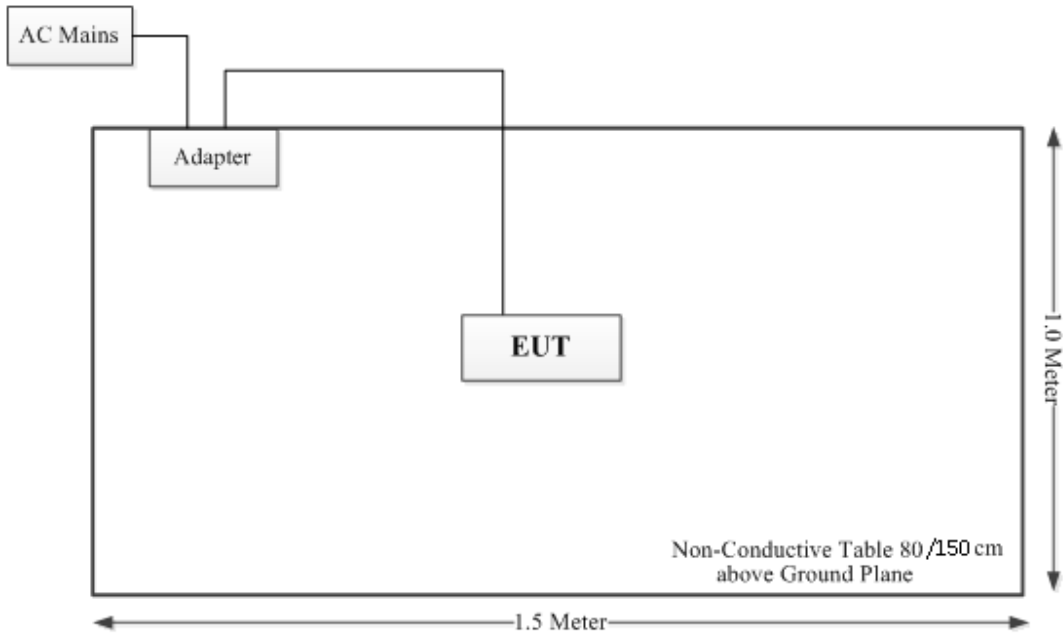 AC Mains
Adapter
EUT
1.0 Meter
Non-Conductive Table 80/150 cm
above Ground Plane
1.5 Meter